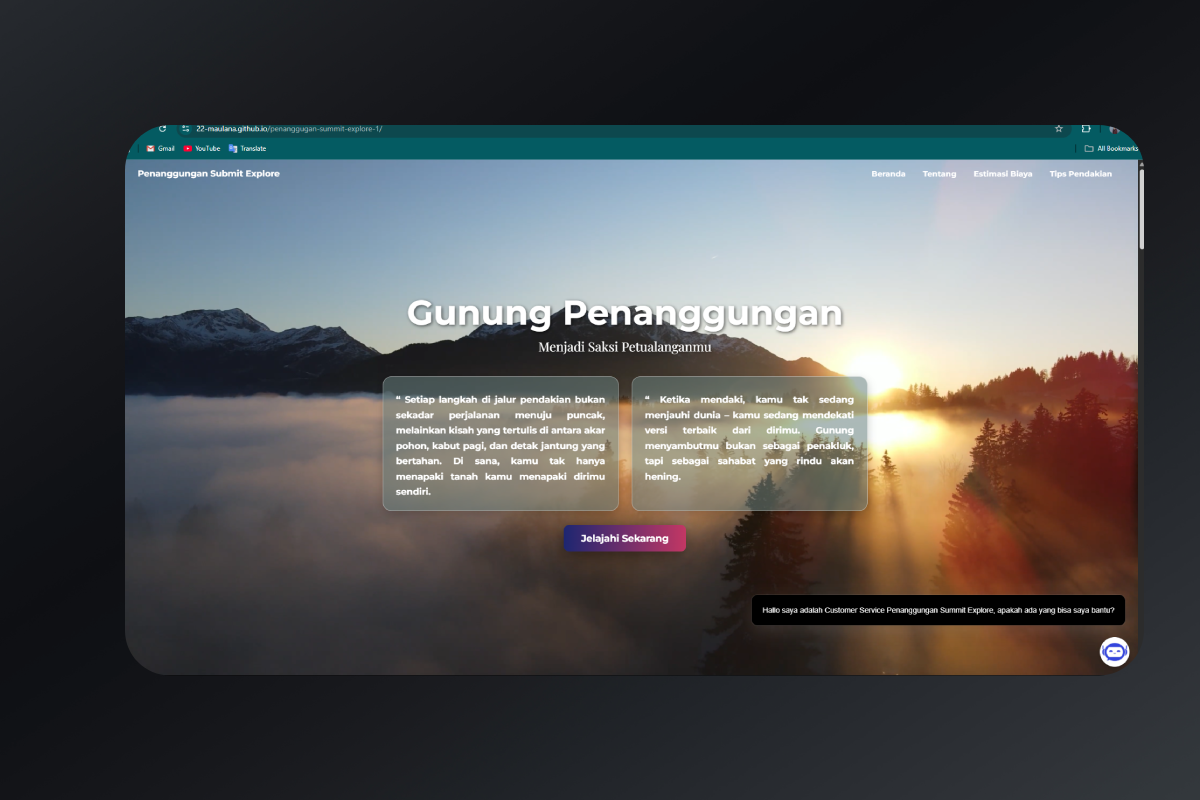 22-maulana.github.io/penanggugan-summit-explore-1/
Gmail YouTube Translate All Bookmarks
Penanggungan Submit Explore Beranda Tentang Estimasi Biaya Tips Pendakian
Gunung Penanggungan
Menjadi Saksi Petualanganmu
“ Setiap langkah di jalur pendakian bukan
sekadar perjalanan menuju puncak,
melainkan kisah yang tertulis di antara akar
pohon, kabut pagi, dan detak jantung yang
bertahan. Di sana, kamu tak hanya
menapaki tanah kamu menapaki dirimu
sendiri.
“ Ketika mendaki, kamu tak sedang
menjauhi dunia – kamu sedang mendekati
versi terbaik dari dirimu. Gunung
menyambutmu bukan sebagai penakluk,
tapi sebagai sahabat yang rindu akan
hening.
Jelajahi Sekarang
Hallo saya adalah Customer Service Penanggungan Summit Explore, apakah ada yang bisa saya bantu?